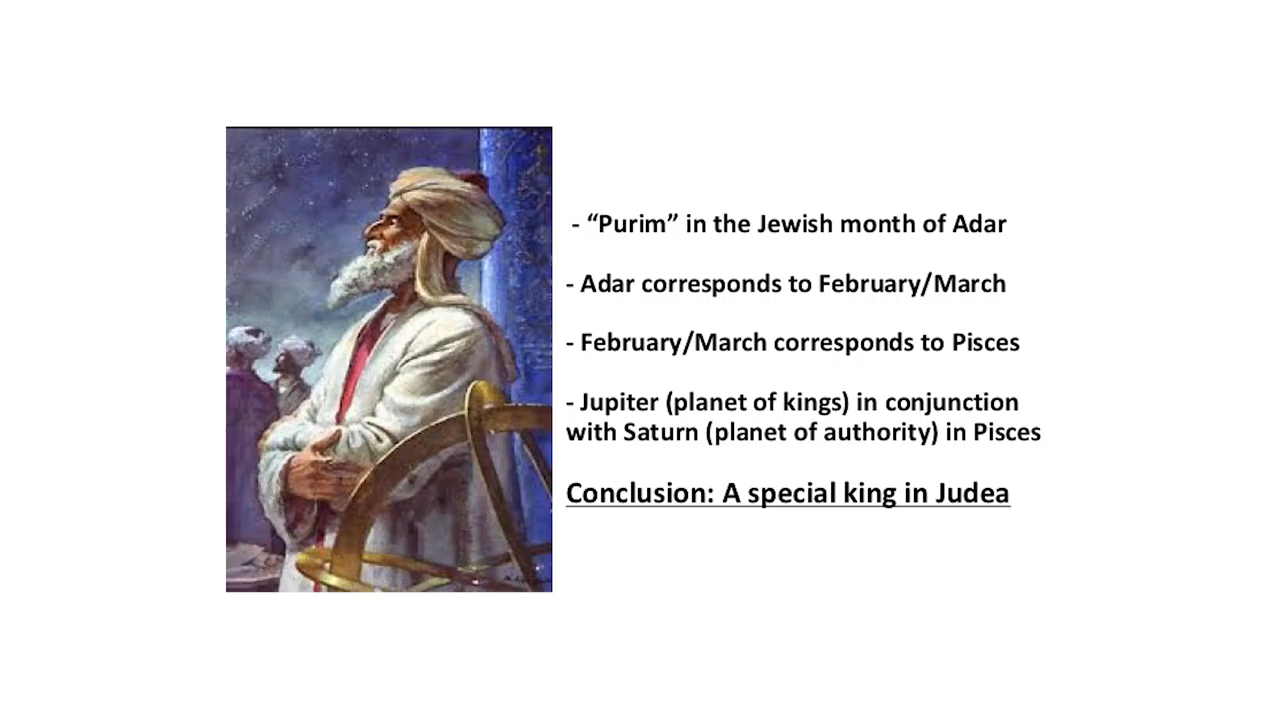 - “Purim” in the Jewish month of Adar
- Adar corresponds to February/March
- February/March corresponds to Pisces
- Jupiter (planet of kings) in conjunction
with Saturn (planet of authority) in Pisces
Conclusion: A special king in Judea